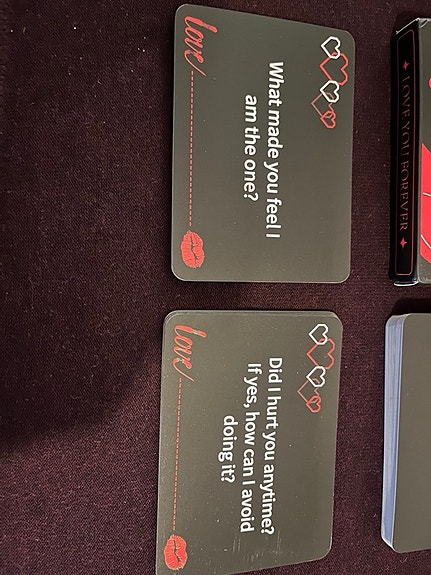 love
What made you feel I
am the one?
LOVE YOU FOREVER
love
Did I hurt you anytime?
If yes, how can I avoid
doing it?